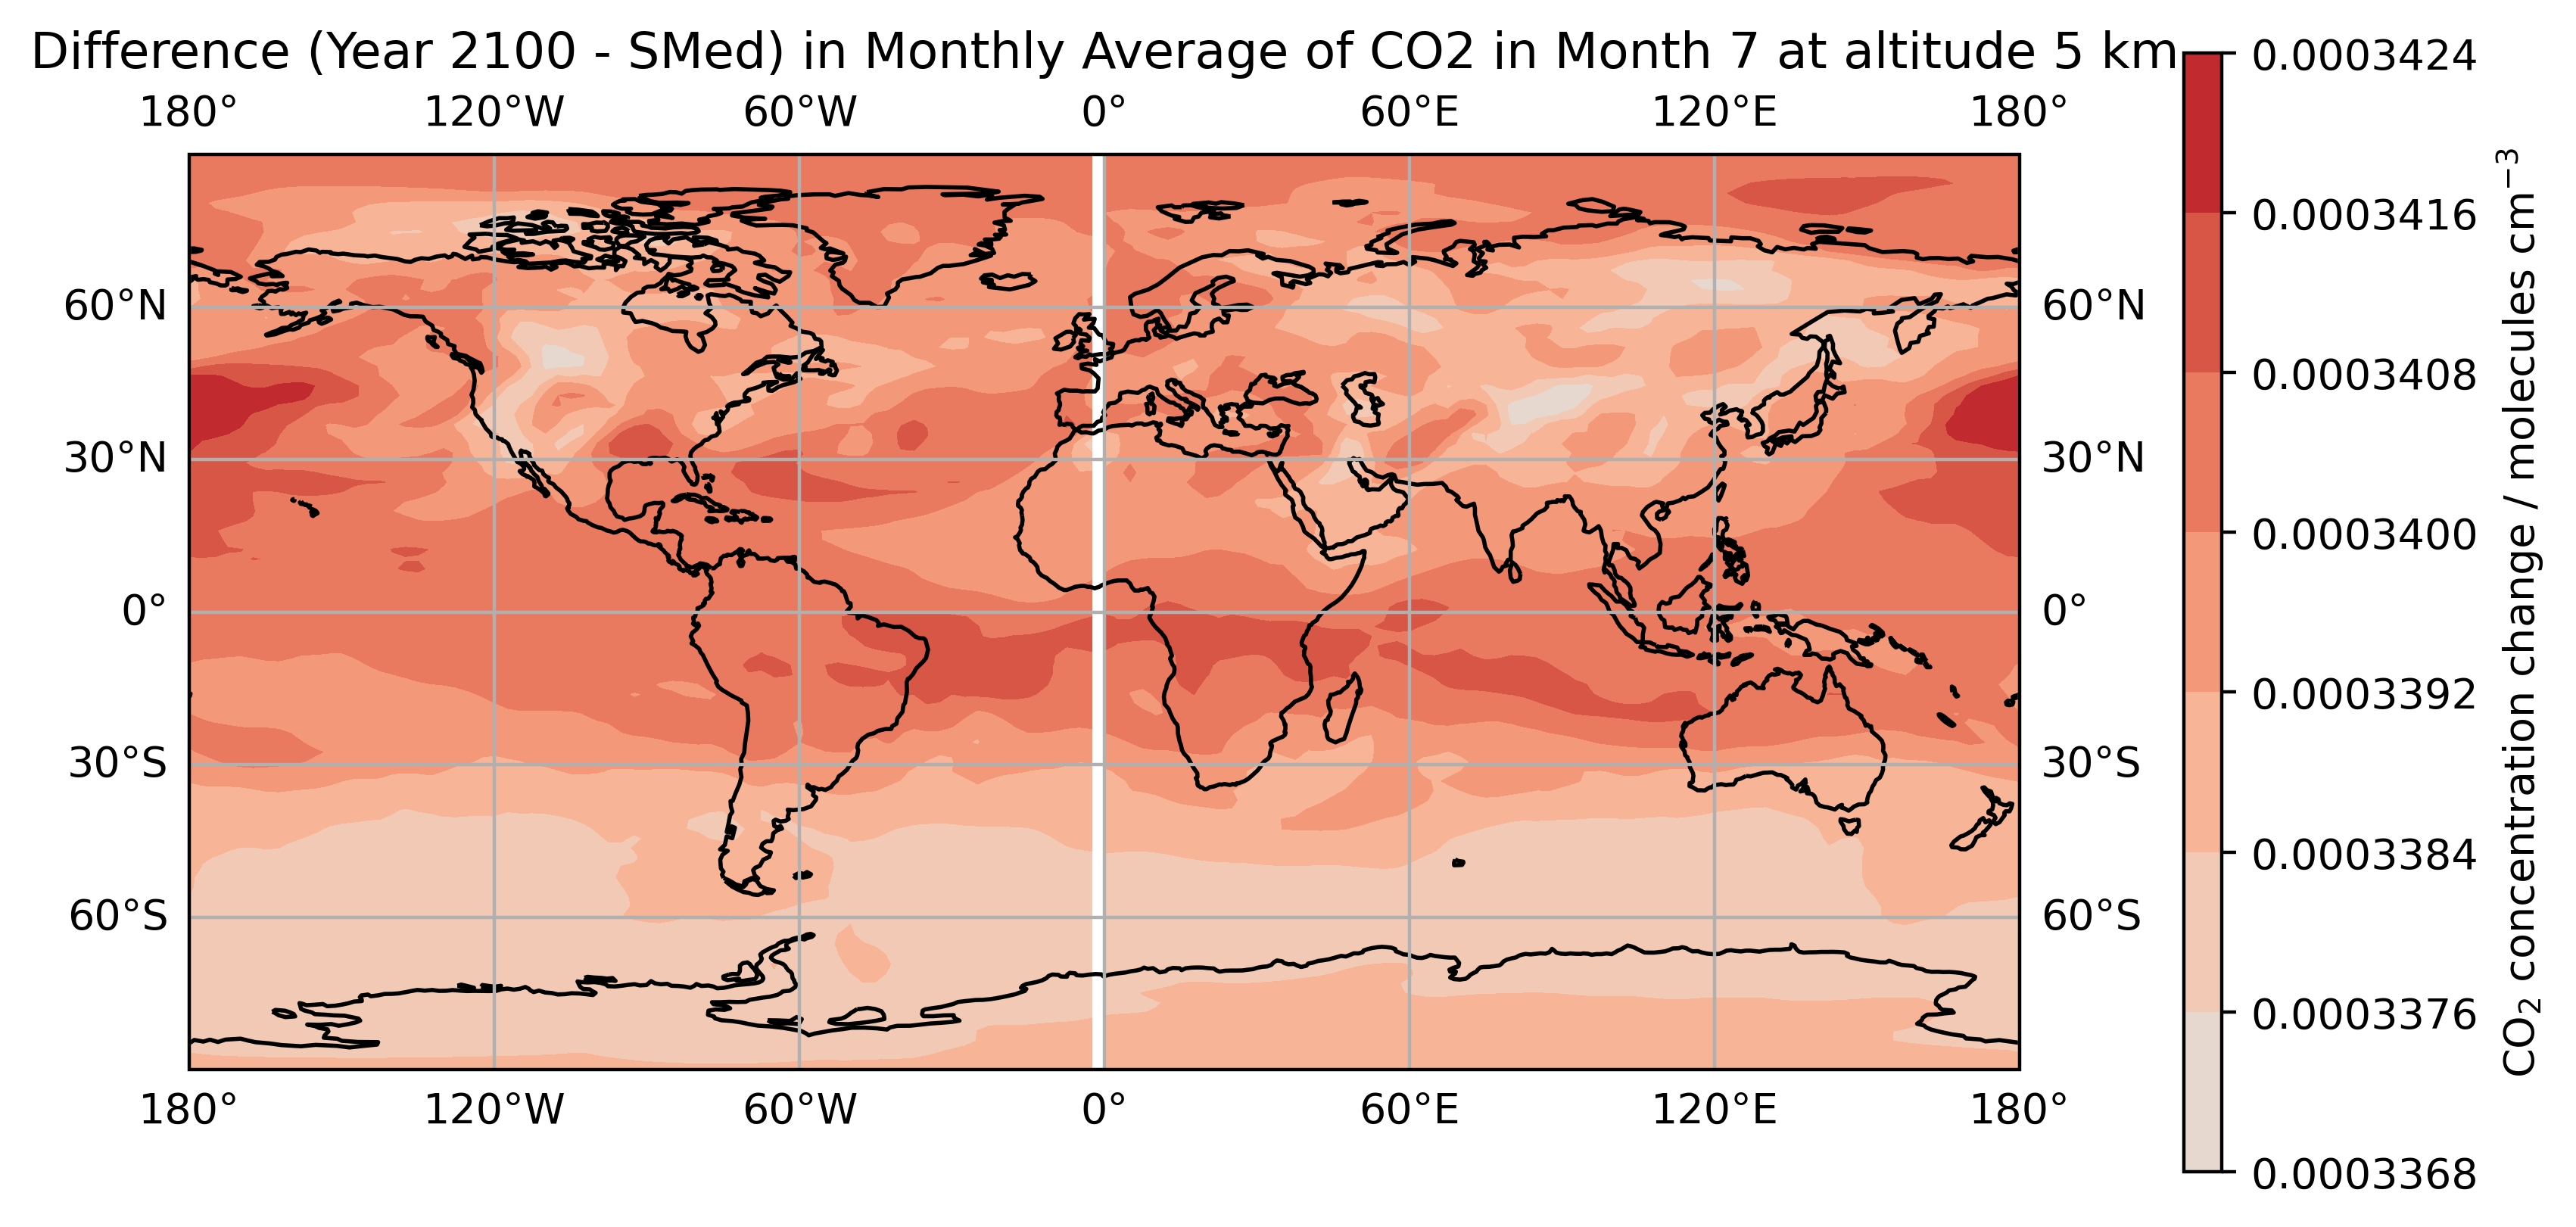 Difference (Year 2100 - SMed) in Monthly Average of CO2 in Month 7 at altitude 5 km
180° 120°W 60°W 0° 60°E 120°E 180°
60°N 60°N
30°N 30°N
0° 0°
30°S 30°S
60°S 60°S
180° 120°W 60°W 0° 60°E 120°E 180°
0.0003424
0.0003416
0.0003408
0.0003400
0.0003392
0.0003384
0.0003376
0.0003368
CO₂ concentration change / molecules cm⁻³